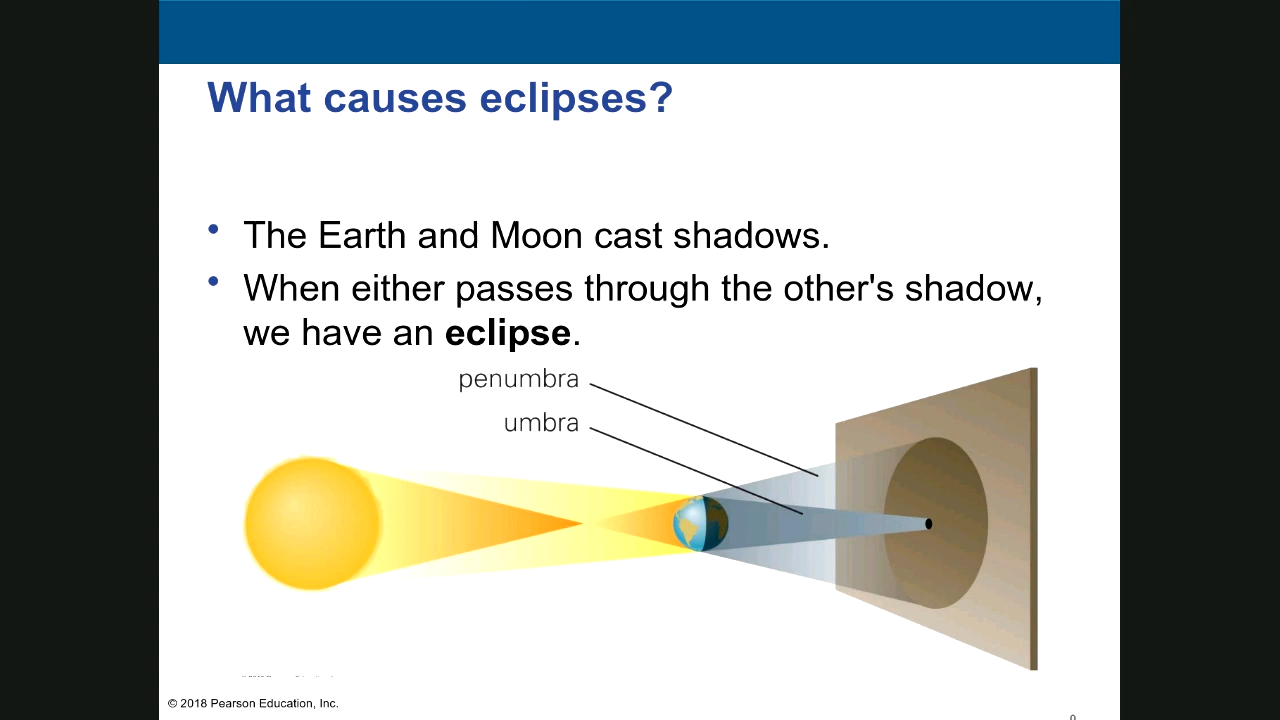 What causes eclipses?
• The Earth and Moon cast shadows.
• When either passes through the other's shadow,
we have an eclipse.
penumbra
umbra
© 2018 Pearson Education, Inc.